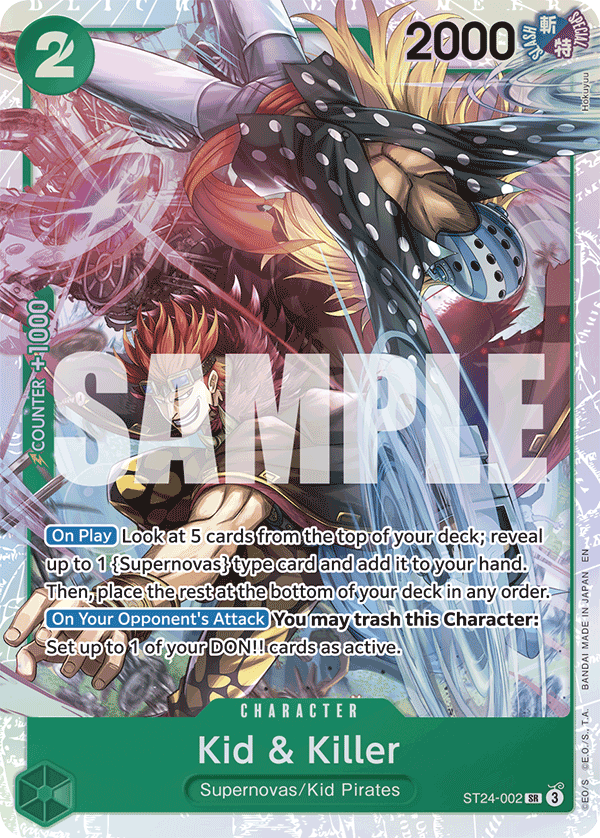 2
2000
SLASH 斬 特 SPECIAL
Hokuyuu
COUNTER +1000
SAMPLE
On Play Look at 5 cards from the top of your deck; reveal
up to 1 {Supernovas} type card and add it to your hand.
Then, place the rest at the bottom of your deck in any order.
On Your Opponent's Attack You may trash this Character:
Set up to 1 of your DON!! cards as active.
©E.O/S ©E.O./S, T.A. BANDAI MADE IN JAPAN EN
CHARACTER
Kid & Killer
Supernovas/Kid Pirates
ST24-002 SR 3